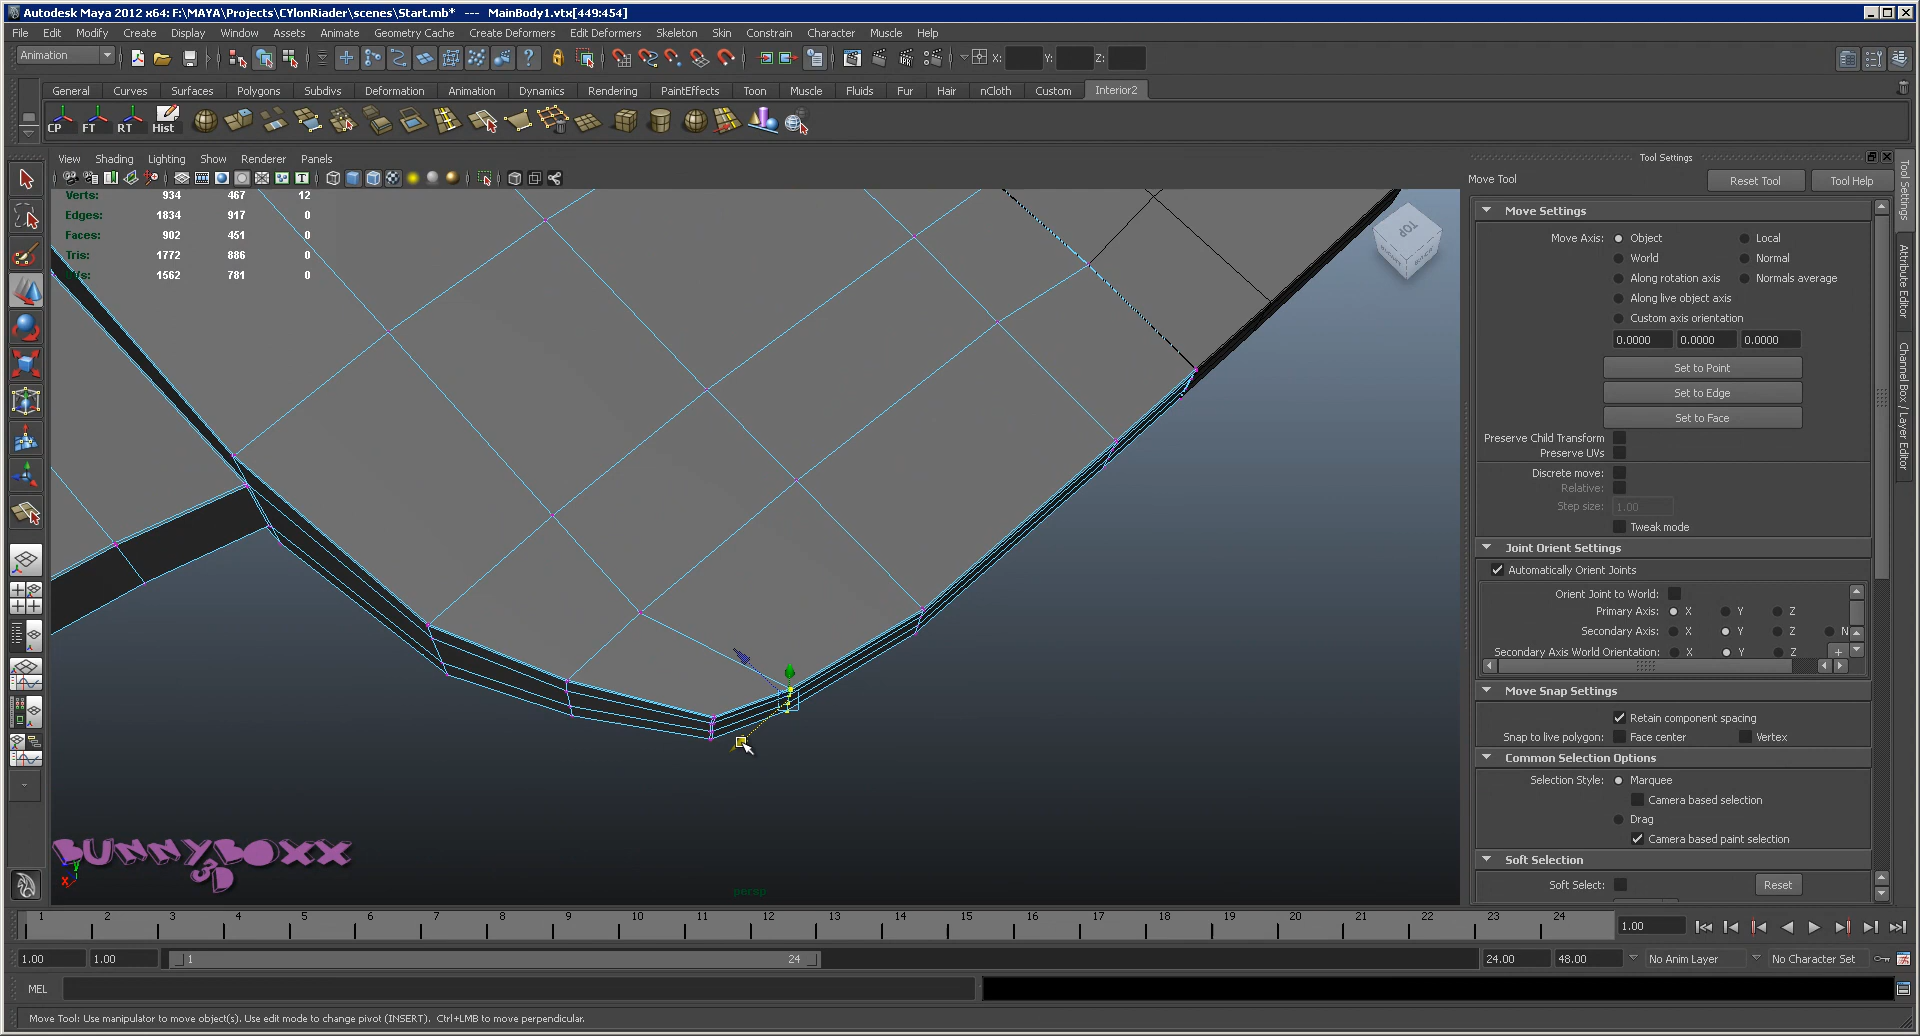 Autodesk Maya 2012 x64: F:\MAYA\Projects\CYlonRiader\scenes\Start.mb* --- MainBody1.vtx[449:454]
File Edit Modify Create Display Window Assets Animate Geometry Cache Create Deformers Edit Deformers Skeleton Skin Constrain Character Muscle Help
Animation X: Y: Z:
General Curves Surfaces Polygons Subdivs Deformation Animation Dynamics Rendering PaintEffects Toon Muscle Fluids Fur Hair nCloth Custom Interior2
CP FT RT Hist
View Shading Lighting Show Renderer Panels
Verts: 934 467 12
Edges: 1834 917 0
Faces: 902 451 0
Tris: 1772 886 0
1562 781 0
TOP
BUNNYBOXX
3D
y
x
persp
Tool Settings
Move Tool Reset Tool Tool Help
Move Settings
Move Axis: Object Local
World Normal
Along rotation axis Normals average
Along live object axis
Custom axis orientation
0.0000 0.0000 0.0000
Set to Point
Set to Edge
Set to Face
Preserve Child Transform
Preserve UVs
Discrete move:
Relative:
Step size: 1.00
Tweak mode
Joint Orient Settings
Automatically Orient Joints
Orient Joint to World:
Primary Axis: X Y Z
Secondary Axis: X Y Z N
Secondary Axis World Orientation: X Y Z +
Move Snap Settings
Retain component spacing
Snap to live polygon: Face center Vertex
Common Selection Options
Selection Style: Marquee
Camera based selection
Drag
Camera based paint selection
Soft Selection
Soft Select: Reset
Tool Settings
Attribute Editor
Channel Box / Layer Editor
1 2 3 4 5 6 7 8 9 10 11 12 13 14 15 16 17 18 19 20 21 22 23 24 1.00
1.00 1.00 1 24 24.00 48.00 No Anim Layer No Character Set
MEL
Move Tool: Use manipulator to move object(s). Use edit mode to change pivot (INSERT). Ctrl+LMB to move perpendicular.